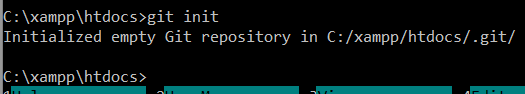 C:\xampp\htdocs>git init
Initialized empty Git repository in C:/xampp/htdocs/.git/
C:\xampp\htdocs>